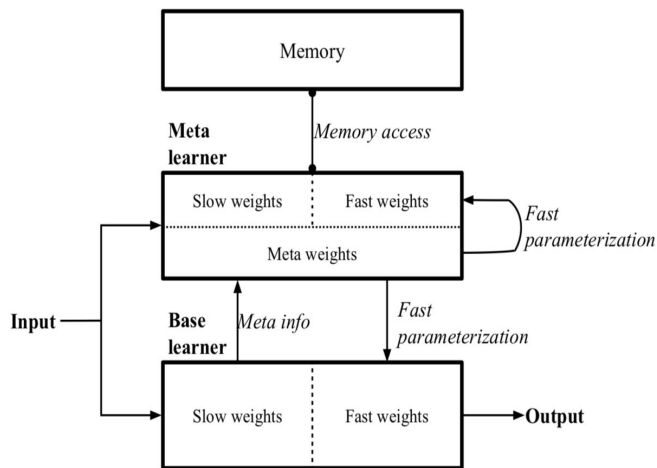 Memory
Meta
learner
Memory access
Slow weights
Fast weights
Fast
parameterization
Meta weights
Input
Base
learner
Meta info
Fast
parameterization
Slow weights
Fast weights
Output